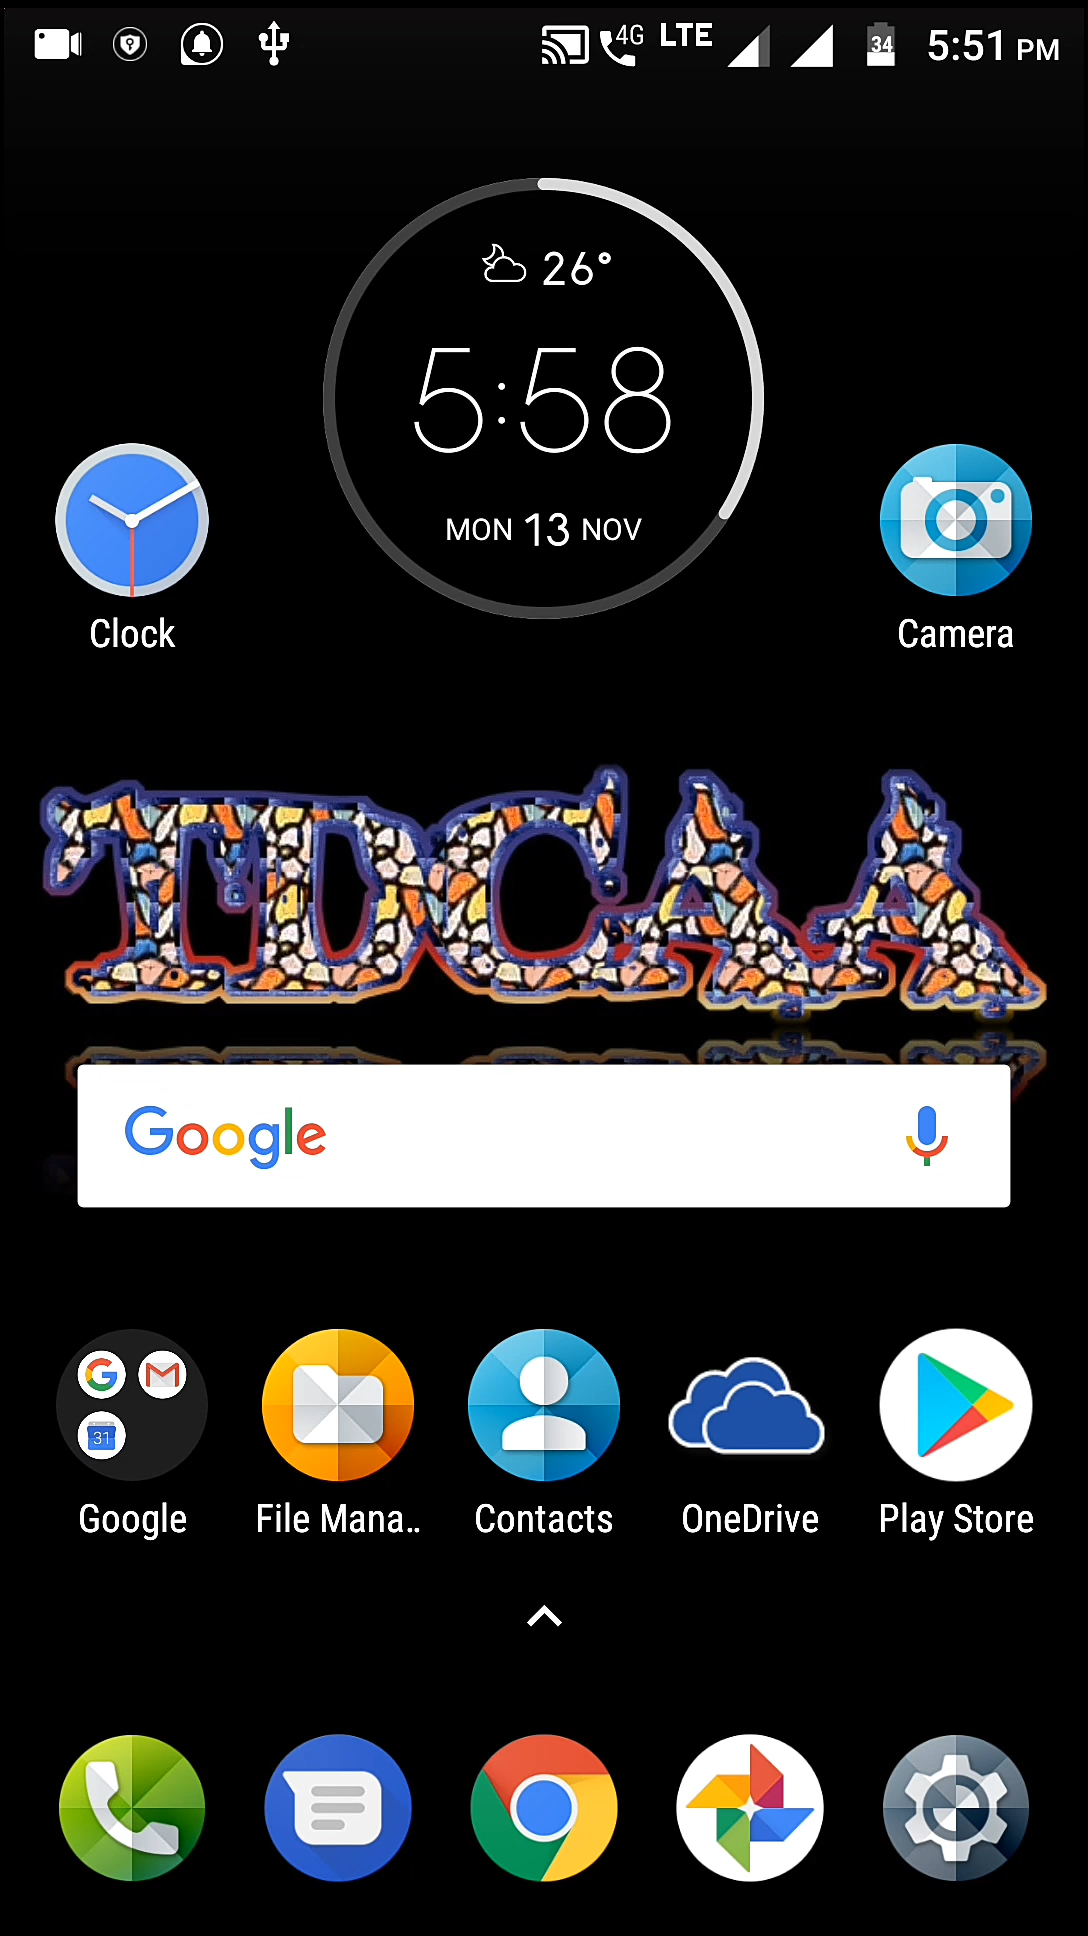 4G LTE 34 5:51 PM
26°
5:58
MON 13 NOV
Clock
Camera
TDCAA
Google
G M
31
Google File Mana.. Contacts OneDrive Play Store